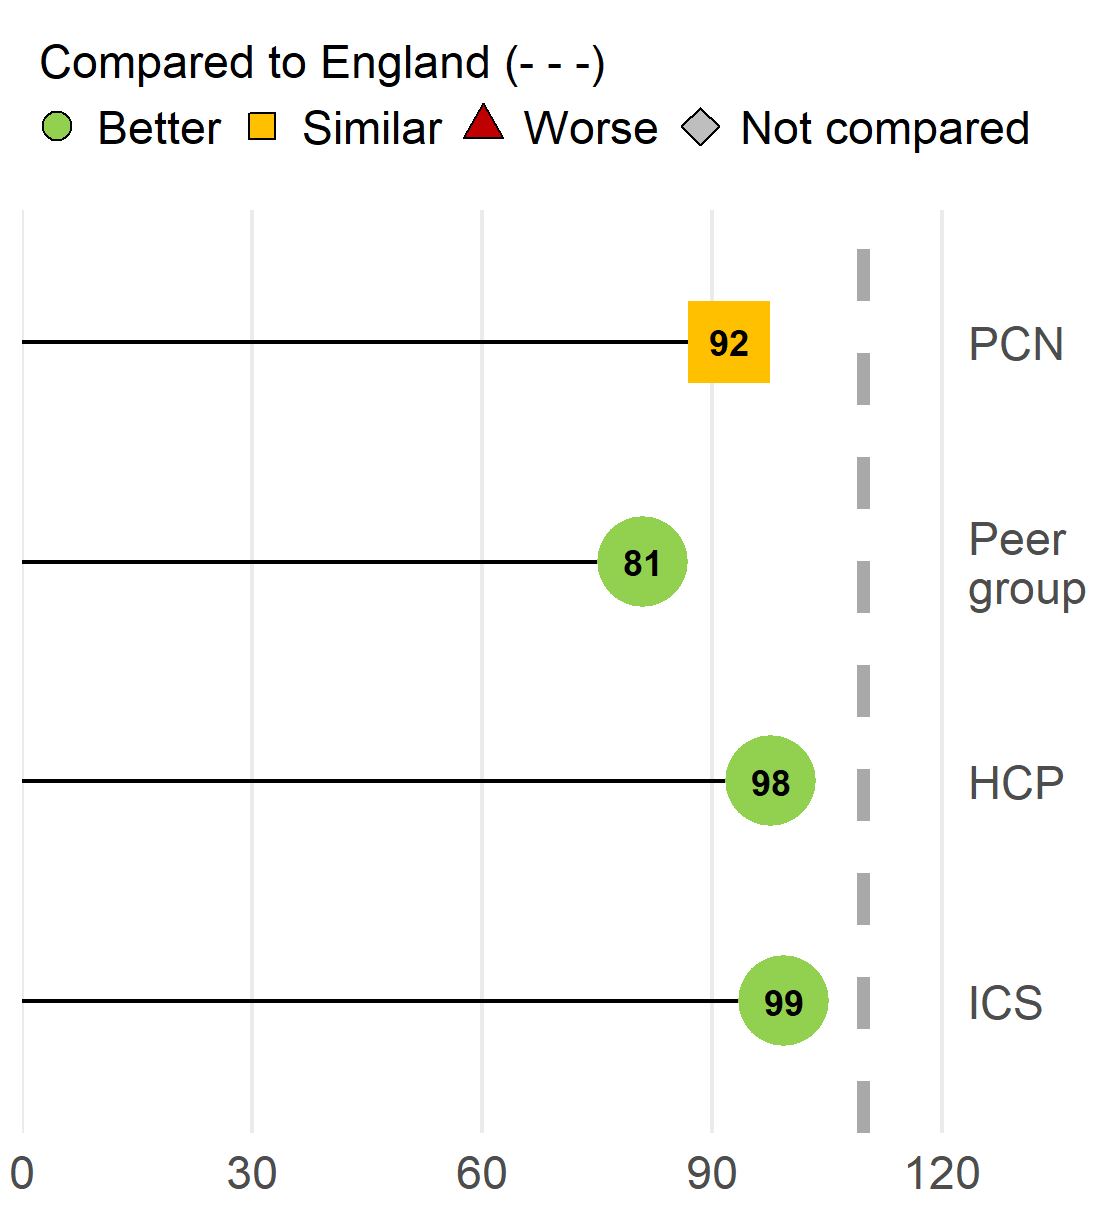 Compared to England (- - -)
Better Similar Worse Not compared
92 PCN
81 Peer
group
98 HCP
99 ICS
0 30 60 90 120